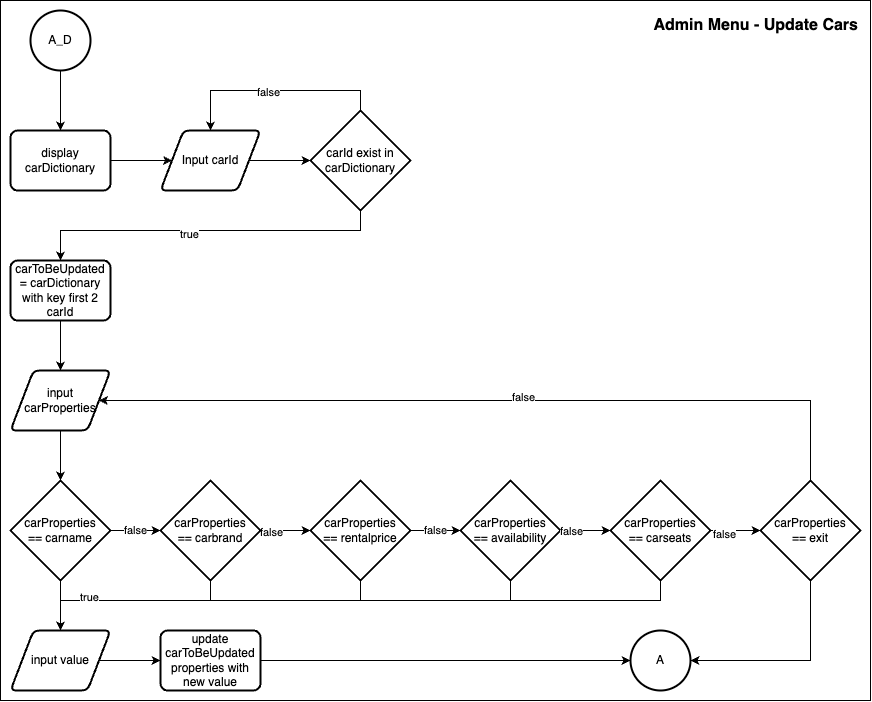 Admin Menu - Update Cars
A_D
false
display
carDictionary
Input carId
carId exist in
carDictionary
true
carToBeUpdated
= carDictionary
with key first 2
carId
input
carProperties
false
carProperties
== carname
false
carProperties
== carbrand
false
carProperties
== rentalprice
false
carProperties
== availability
false
carProperties
== carseats
false
carProperties
== exit
true
input value
update
carToBeUpdated
properties with
new value
A